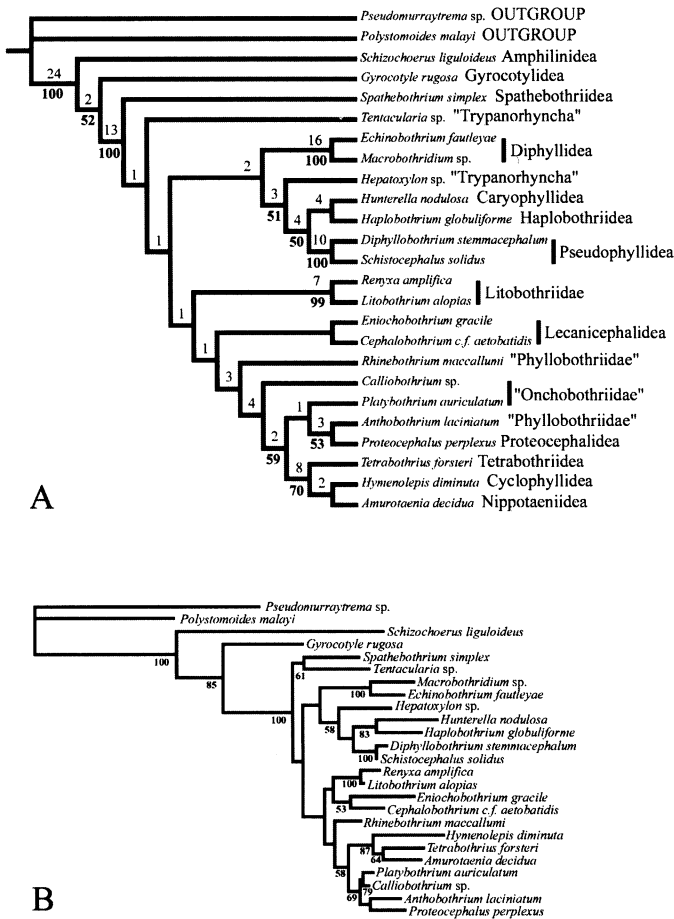 Pseudomurraytrema sp. OUTGROUP
Polystomoides malayi OUTGROUP
24
100
Schizochoerus liguloideus Amphilinidea
2
52
Gyrocotyle rugosa Gyrocotylidea
13
100
Spathebothrium simplex Spathebothriidea
1
Tentacularia sp. "Trypanorhyncha"
16
100
Echinobothrium fautleyae
Macrobothridium sp.
Diphyllidea
2
3
51
Hepatoxylon sp. "Trypanorhyncha"
4
Hunterella nodulosa Caryophyllidea
Haplobothrium globuliforme Haplobothriidea
4
50
10
100
Diphyllobothrium stemmacephalum
Schistocephalus solidus
Pseudophyllidea
1
7
99
Renyxa amplifica
Litobothrium alopias
Litobothriidae
1
1
Eniochobothrium gracile
Cephalobothrium c.f. aetobatidis
Lecanicephalidea
3
Rhinebothrium maccallumi "Phyllobothriidae"
4
Calliobothrium sp.
Platybothrium auriculatum
"Onchobothriidae"
1
2
59
3
53
Anthobothrium laciniatum "Phyllobothriidae"
Proteocephalus perplexus Proteocephalidea
8
70
Tetrabothrius forsteri Tetrabothriidea
2
Hymenolepis diminuta Cyclophyllidea
Amurotaenia decidua Nippotaeniidea
A
Pseudomurraytrema sp.
Polystomoides malayi
Schizochoerus liguloideus
100
Gyrocotyle rugosa
85
Spathebothrium simplex
61
Tentacularia sp.
100
Macrobothridium sp.
100
Echinobothrium fautleyae
Hepatoxylon sp.
58
Hunterella nodulosa
83
Haplobothrium globuliforme
Diphyllobothrium stemmacephalum
100
Schistocephalus solidus
Renyxa amplifica
100
Litobothrium alopias
Eniochobothrium gracile
53
Cephalobothrium c.f. aetobatidis
Rhinebothrium maccallumi
Hymenolepis diminuta
87
Tetrabothrius forsteri
64
Amurotaenia decidua
58
Platybothrium auriculatum
79
Calliobothrium sp.
69
Anthobothrium laciniatum
Proteocephalus perplexus
B